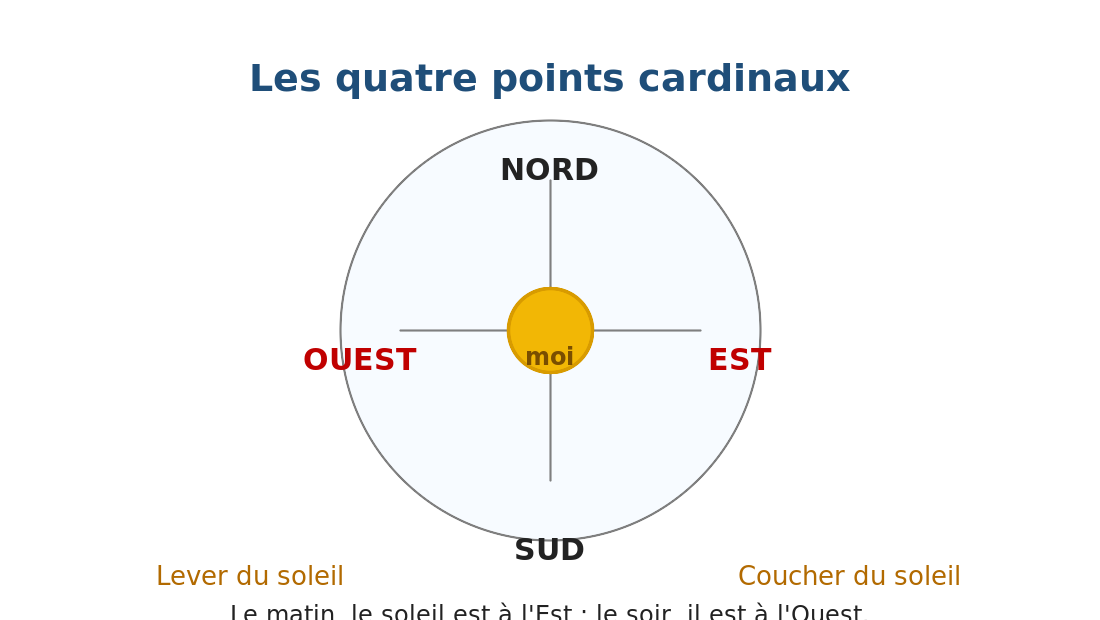 Les quatre points cardinaux
NORD
OUEST
moi
EST
SUD
Lever du soleil
Coucher du soleil
Le matin, le soleil est à l'Est ; le soir, il est à l'Ouest.